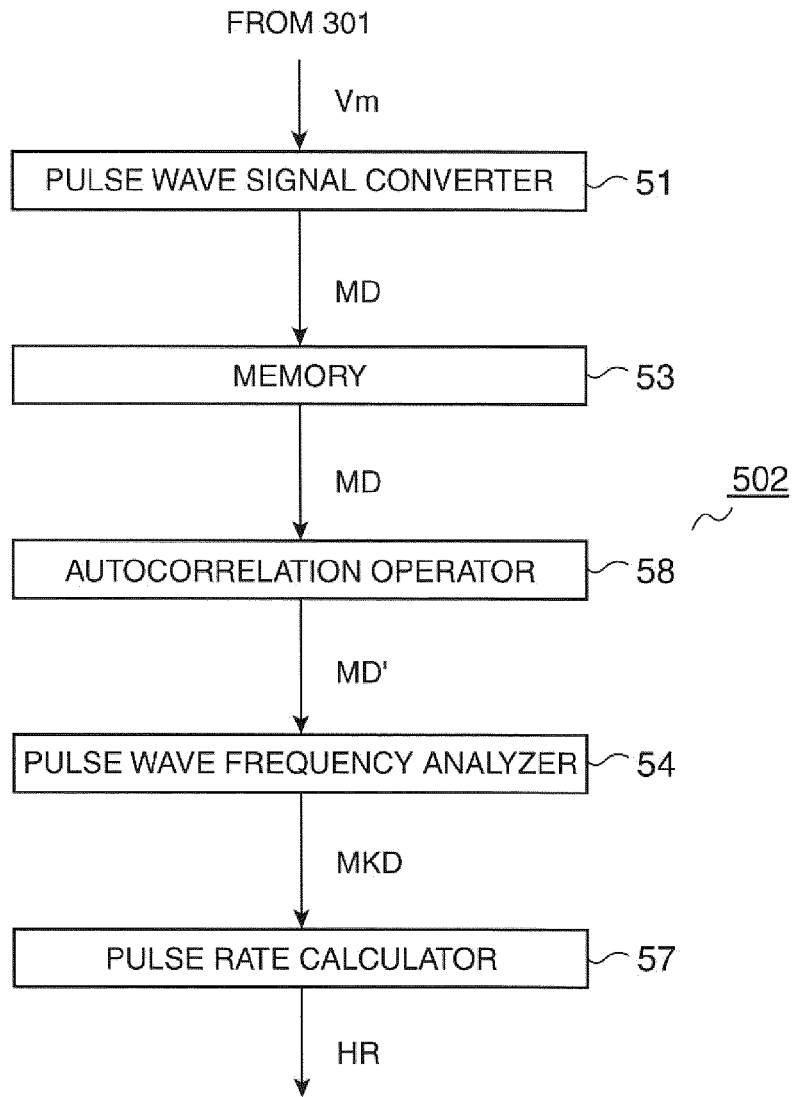 FROM 301
Vm
PULSE WAVE SIGNAL CONVERTER 51
MD
MEMORY 53
MD
502
AUTOCORRELATION OPERATOR 58
MD'
PULSE WAVE FREQUENCY ANALYZER 54
MKD
PULSE RATE CALCULATOR 57
HR